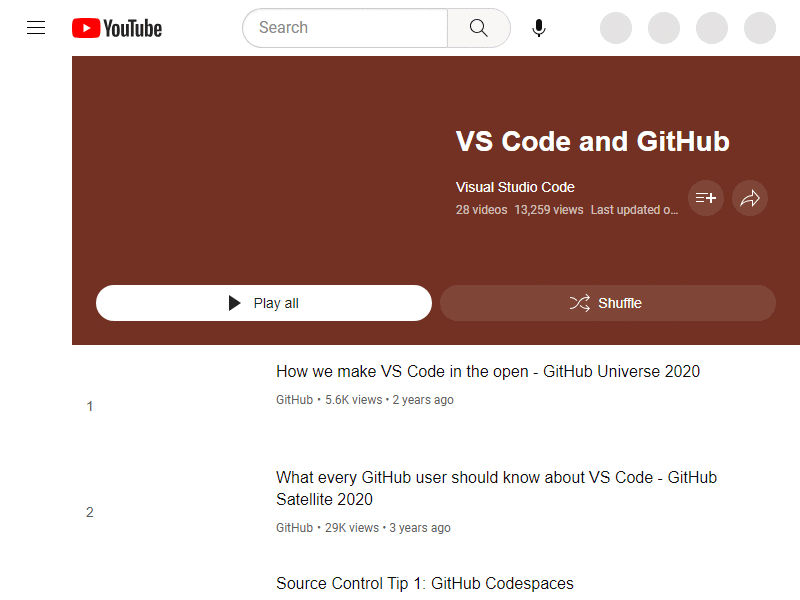 YouTube
Search
VS Code and GitHub
Visual Studio Code
28 videos 13,259 views Last updated o...
Play all
Shuffle
1
How we make VS Code in the open - GitHub Universe 2020
GitHub • 5.6K views • 2 years ago
2
What every GitHub user should know about VS Code - GitHub
Satellite 2020
GitHub • 29K views • 3 years ago
Source Control Tip 1: GitHub Codespaces